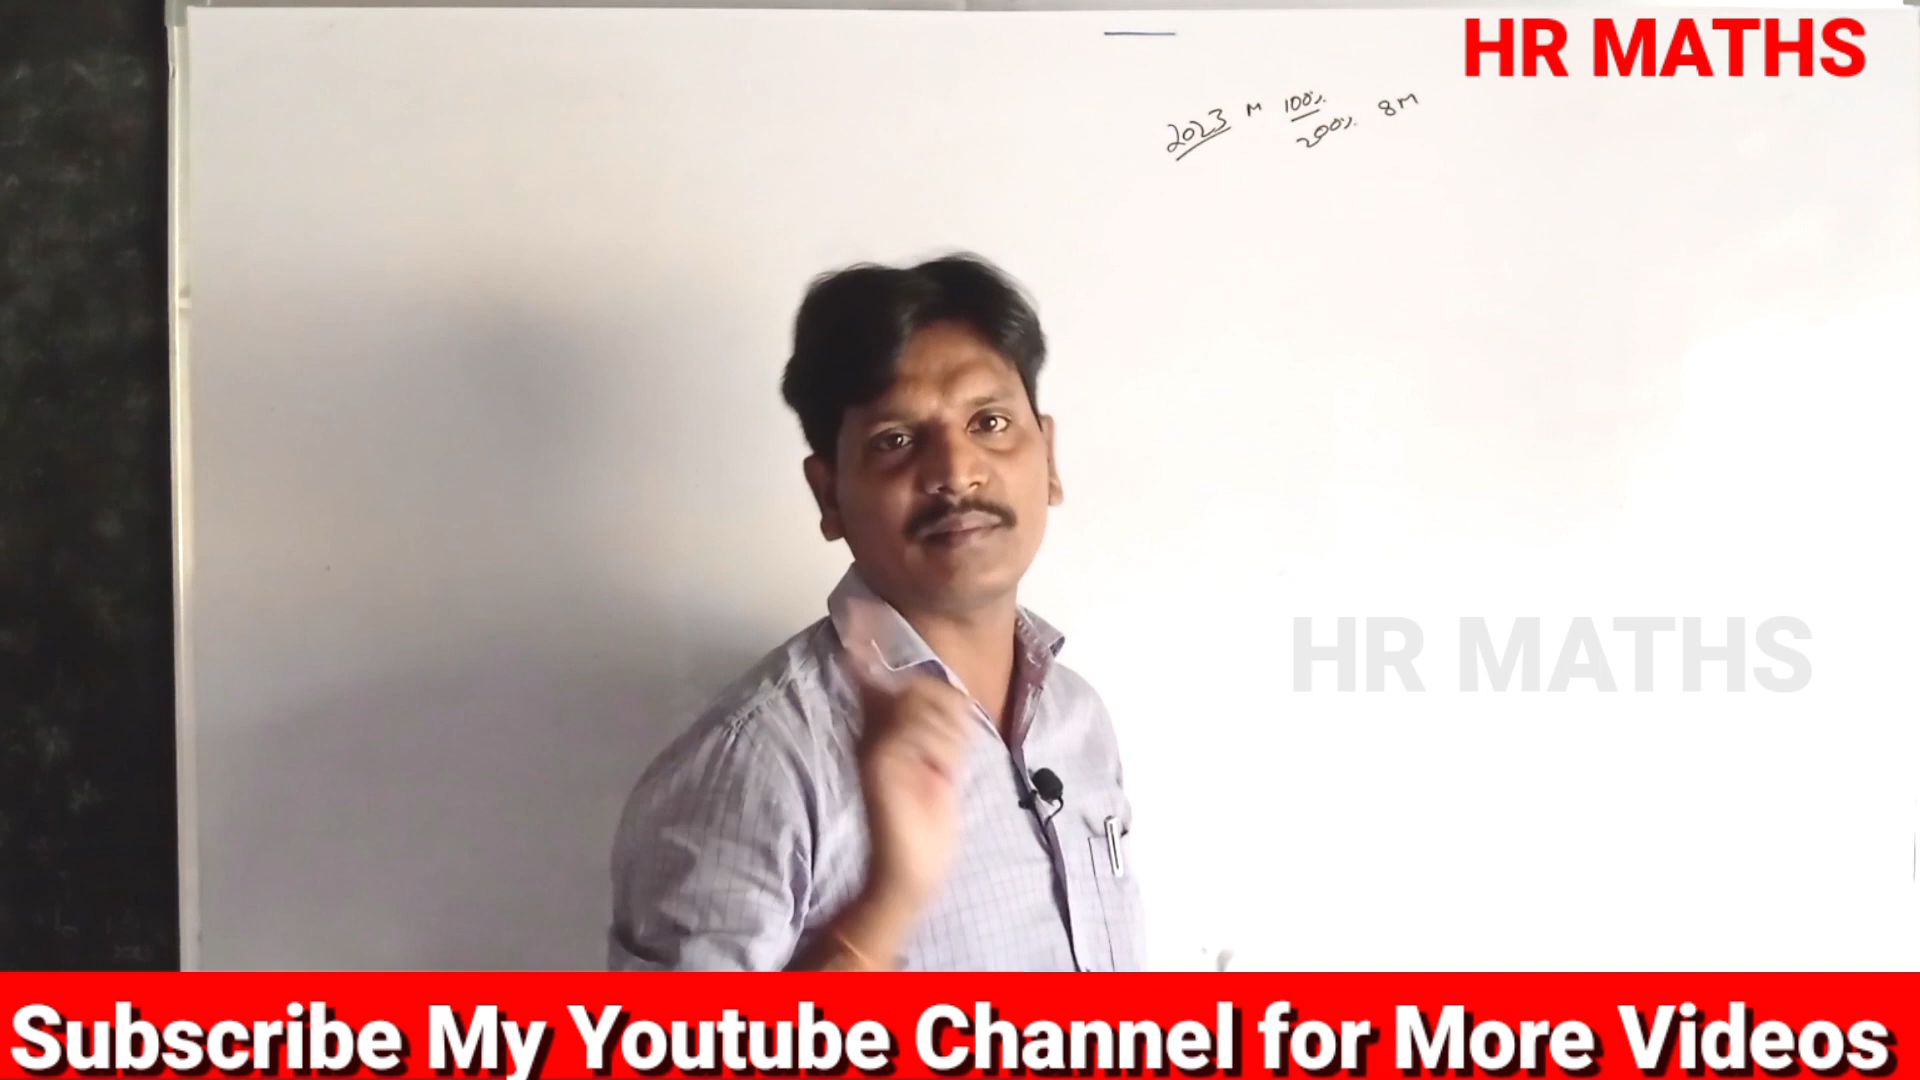 HR MATHS
2023 M 100%.
200%. 8M
HR MATHS
Subscribe My Youtube Channel for More Videos